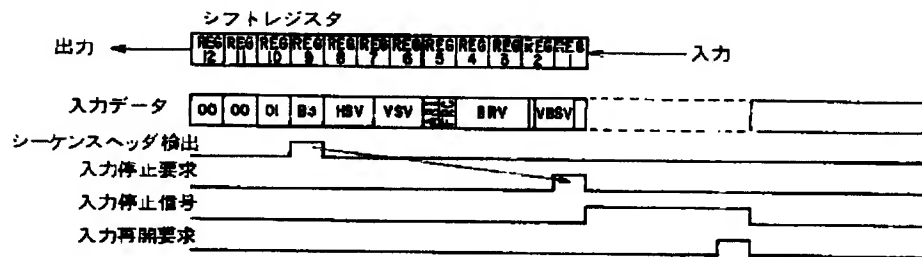 シフトレジスタ
出力 REG 12 REG 11 REG 10 REG 9 REG 8 REG 7 REG 6 REG 5 REG 4 REG 3 REG 2 REG 1 入力
入力データ 00 00 01 B3 HSV VSV BRV VBSV
シーケンスヘッダ検出
入力停止要求
入力停止信号
入力再開要求